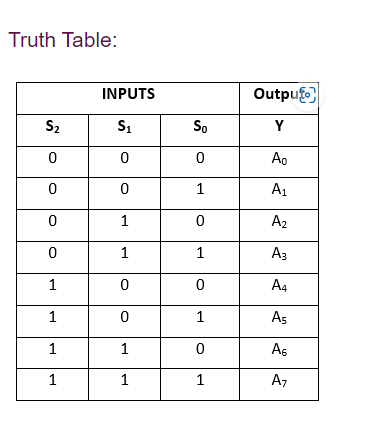 Truth Table:
INPUTS Output
S₂ S₁ S₀ Y
0 0 0 A₀
0 0 1 A₁
0 1 0 A₂
0 1 1 A₃
1 0 0 A₄
1 0 1 A₅
1 1 0 A₆
1 1 1 A₇